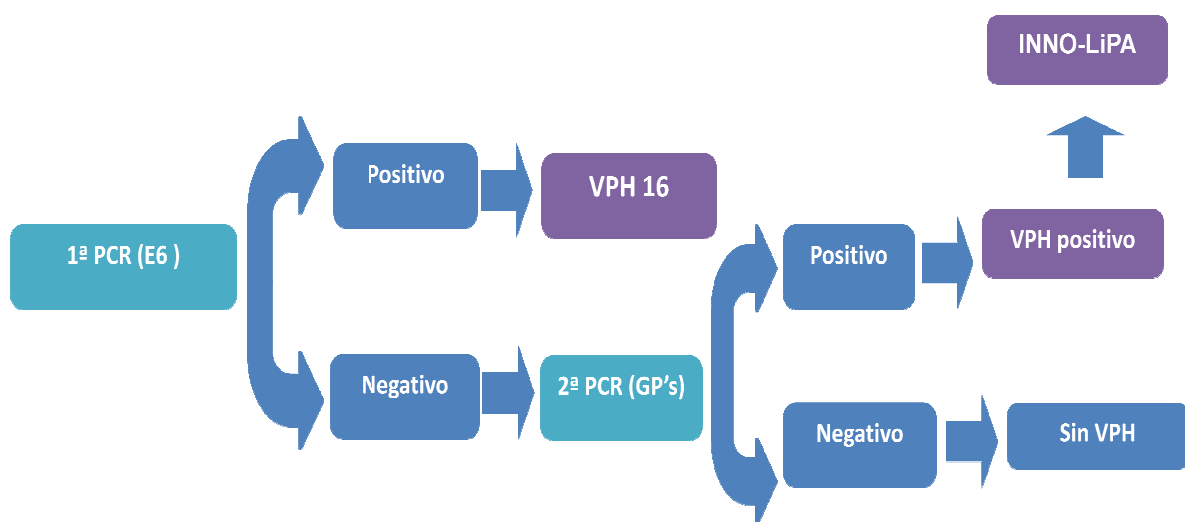 INNO-LiPA
Positivo
VPH 16
1ª PCR (E6 )
Positivo
VPH positivo
Negativo
2ª PCR (GP’s)
Negativo
Sin VPH